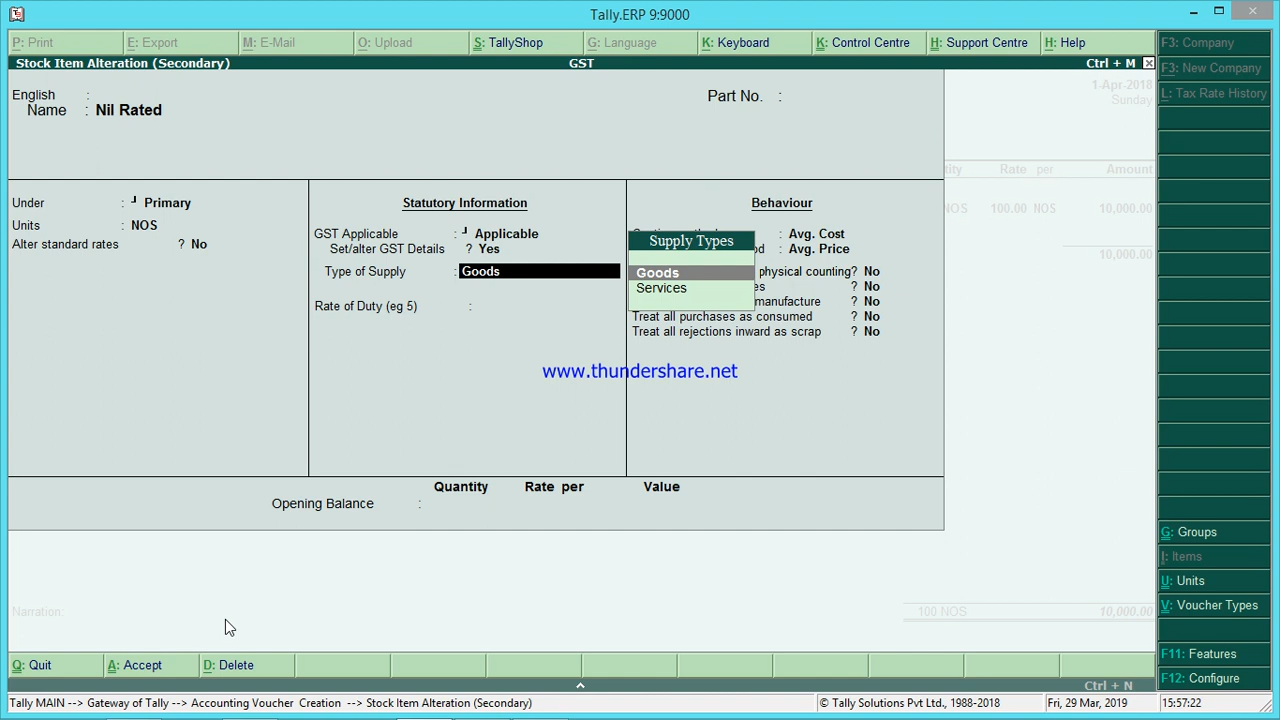 Tally.ERP 9:9000
P: Print E: Export M: E-Mail O: Upload S: TallyShop G: Language K: Keyboard K: Control Centre H: Support Centre H: Help
F3: Company
F3: New Company
L: Tax Rate History
Stock Item Alteration (Secondary) GST Ctrl + M
English :
Name : Nil Rated
Part No. :
1-Apr-2018
Sunday
Rate per Amount
NOS 100.00 NOS 10,000.00
10,000.00
Under : Primary
Units : NOS
Alter standard rates ? No
Statutory Information
GST Applicable : Applicable
Set/alter GST Details ? Yes
Type of Supply : Goods
Rate of Duty (eg 5) :
Supply Types
Goods
Services
Behaviour
: Avg. Cost
: Avg. Price
physical counting? No
? No
manufacture ? No
Treat all purchases as consumed ? No
Treat all rejections inward as scrap ? No
www.thundershare.net
Quantity Rate per Value
Opening Balance :
G: Groups
I: Items
U: Units
V: Voucher Types
F11: Features
F12: Configure
Narration:
100 NOS 10,000.00
Q: Quit A: Accept D: Delete
Ctrl + N
Tally MAIN --> Gateway of Tally --> Accounting Voucher Creation --> Stock Item Alteration (Secondary) © Tally Solutions Pvt Ltd., 1988-2018 Fri, 29 Mar, 2019 15:57:22